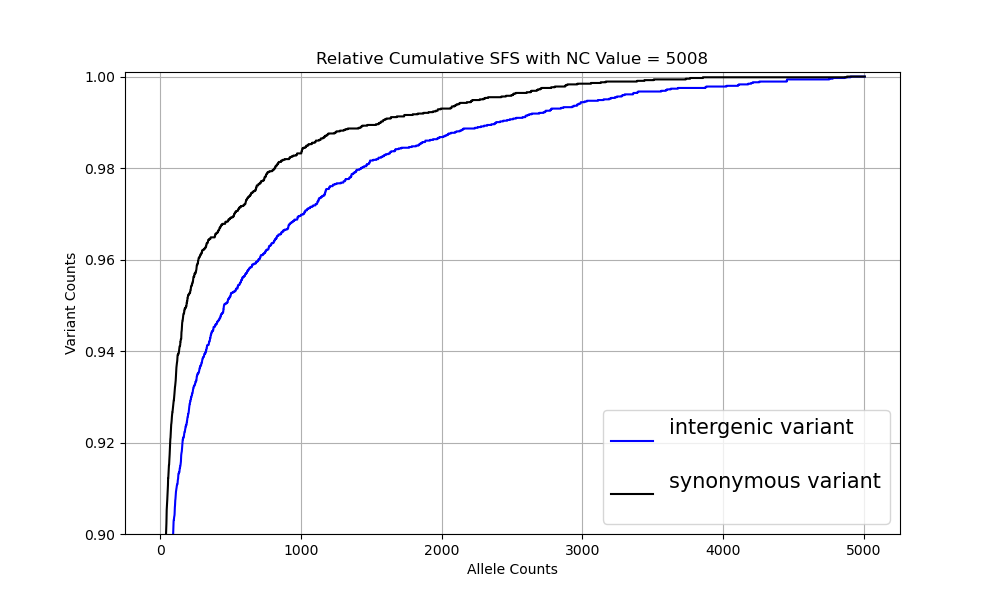 Relative Cumulative SFS with NC Value = 5008
Variant Counts
1.00
0.98
0.96
0.94
0.92
0.90
intergenic variant
synonymous variant
0
1000
2000
3000
4000
5000
Allele Counts